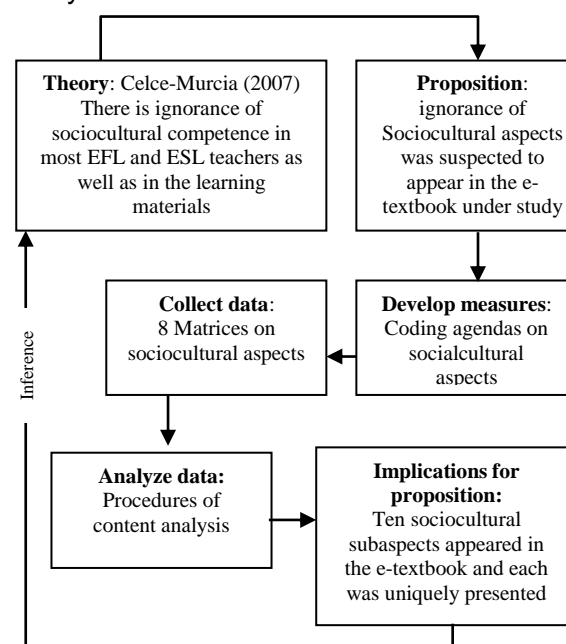 Theory: Celce-Murcia (2007)
There is ignorance of
sociocultural competence in
most EFL and ESL teachers as
well as in the learning
materials
Proposition:
ignorance of
Sociocultural aspects
was suspected to
appear in the e-
textbook under study
Develop measures:
Coding agendas on
socialcultural
aspects
Collect data:
8 Matrices on
sociocultural aspects
Analyze data:
Procedures of
content analysis
Implications for
proposition:
Ten sociocultural
subaspects appeared in
the e-textbook and each
was uniquely presented
Inference